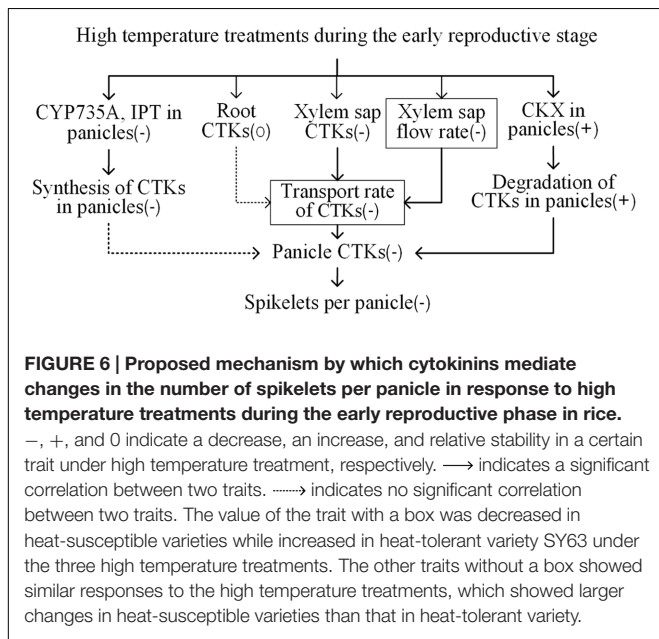 High temperature treatments during the early reproductive stage
CYP735A, IPT in
panicles(-)
Root
CTKs(0)
Xylem sap
CTKs(-)
Xylem sap
flow rate(-)
CKX in
panicles(+)
Synthesis of CTKs
in panicles(-)
Transport rate
of CTKs(-)
Degradation of
CTKs in panicles(+)
Panicle CTKs(-)
Spikelets per panicle(-)
FIGURE 6 | Proposed mechanism by which cytokinins mediate
changes in the number of spikelets per panicle in response to high
temperature treatments during the early reproductive phase in rice.
−, +, and 0 indicate a decrease, an increase, and relative stability in a certain
trait under high temperature treatment, respectively. ⟶ indicates a significant
correlation between two traits. ┈┈> indicates no significant correlation
between two traits. The value of the trait with a box was decreased in
heat-susceptible varieties while increased in heat-tolerant variety SY63 under
the three high temperature treatments. The other traits without a box showed
similar responses to the high temperature treatments, which showed larger
changes in heat-susceptible varieties than that in heat-tolerant variety.